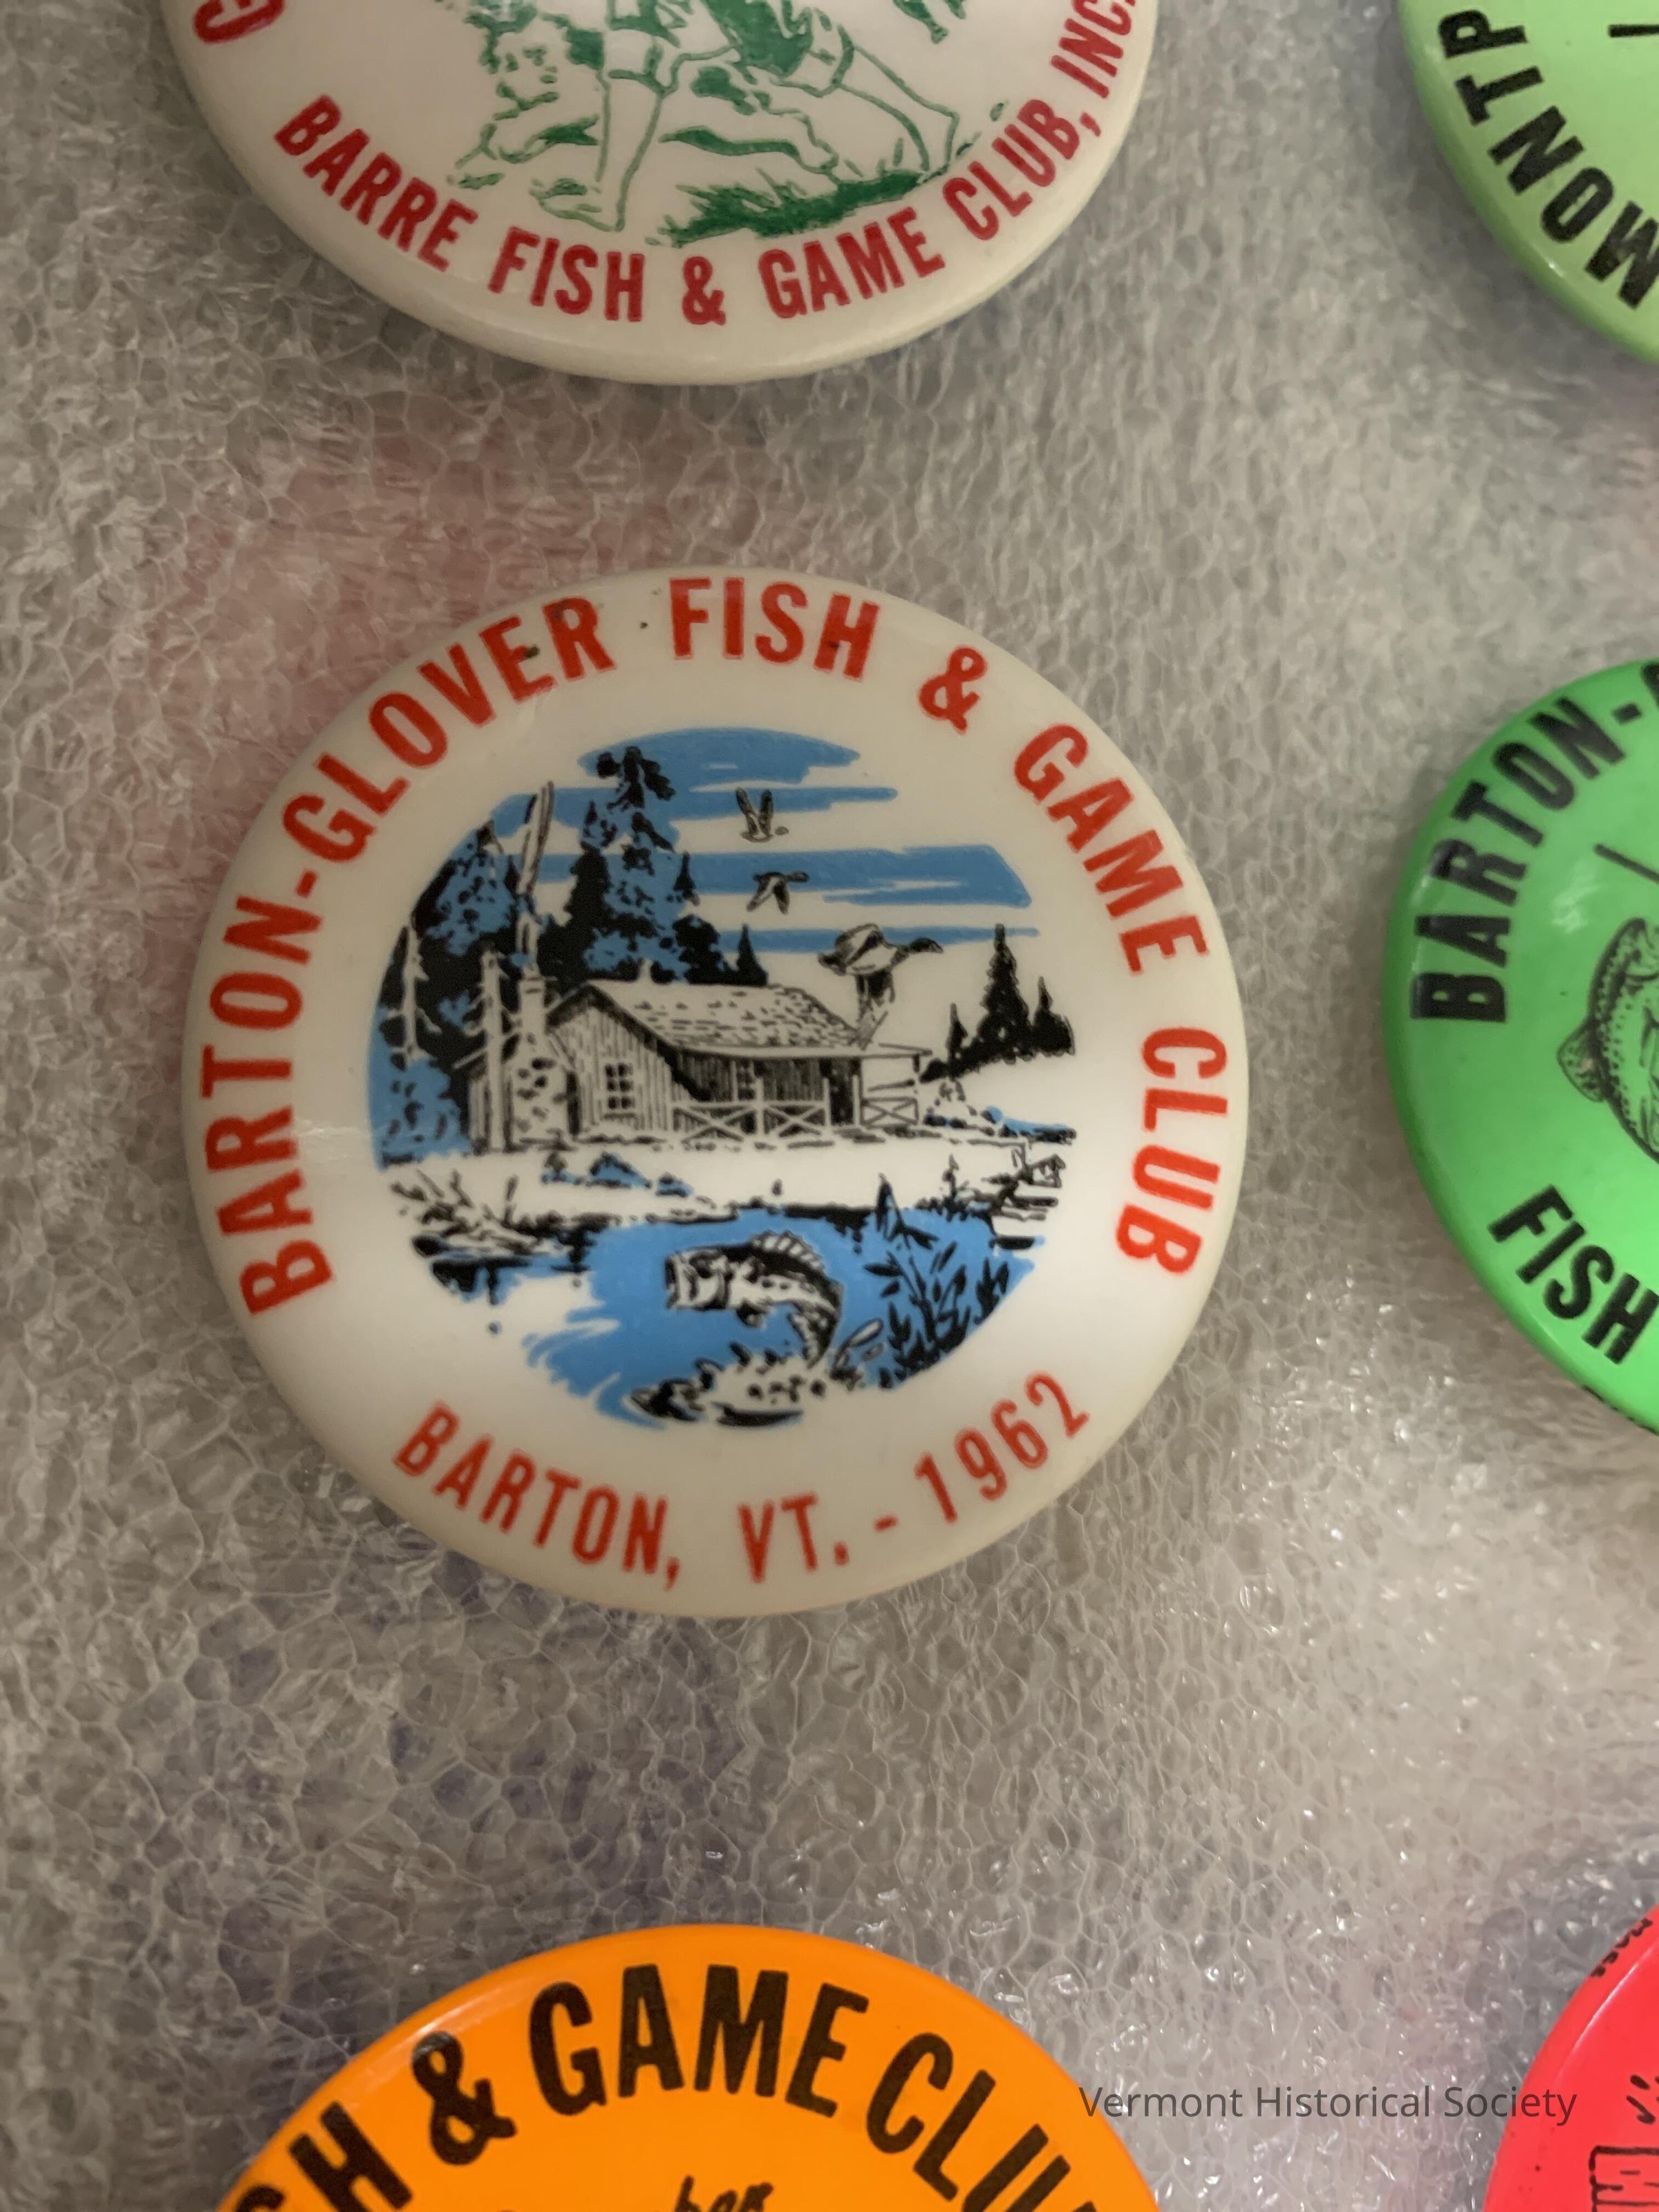 BARRE FISH & GAME CLUB, INC.
MONTP
BARTON-GLOVER FISH & GAME CLUB
BARTON, VT. - 1962
BARTON-
FISH
& GAME CLU
Vermont Historical Society